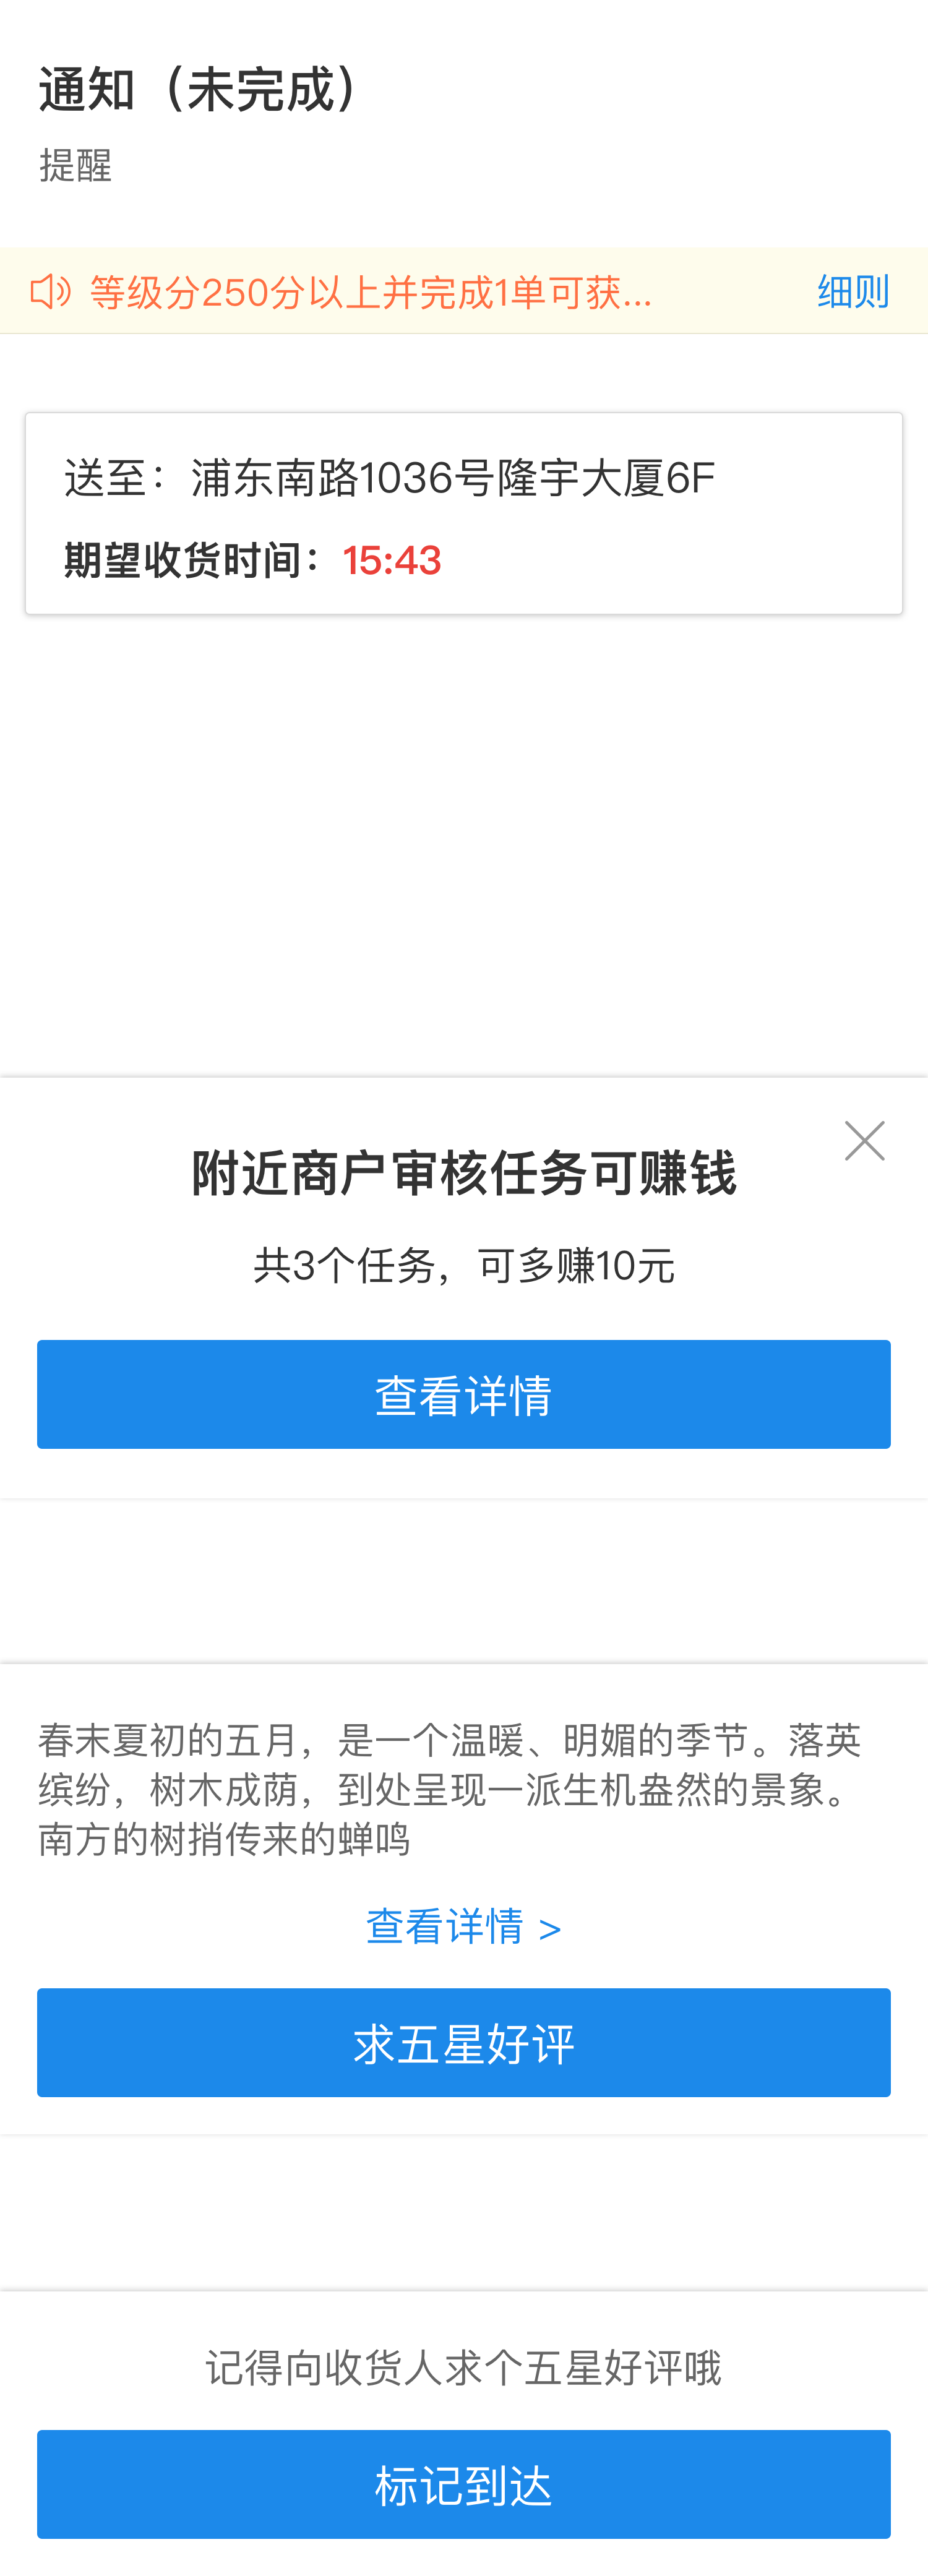 通知（未完成）
提醒
等级分250分以上并完成1单可获...
细则
送至：浦东南路1036号隆宇大厦6F
期望收货时间：15:43
附近商户审核任务可赚钱
共3个任务，可多赚10元
查看详情
春末夏初的五月，是一个温暖、明媚的季节。落英
缤纷，树木成荫，到处呈现一派生机盎然的景象。
南方的树捎传来的蝉鸣
查看详情 >
求五星好评
记得向收货人求个五星好评哦
标记到达